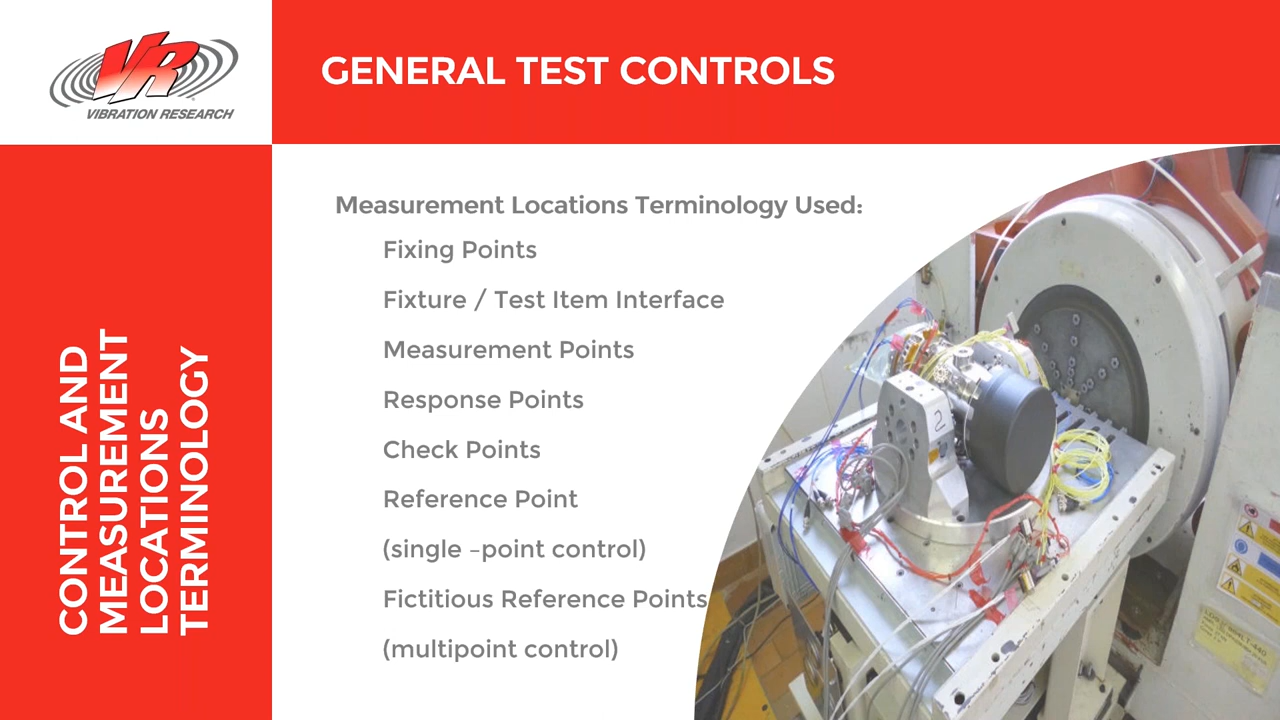 VR
VIBRATION RESEARCH
GENERAL TEST CONTROLS
CONTROL AND
MEASUREMENT
LOCATIONS
TERMINOLOGY
Measurement Locations Terminology Used:
Fixing Points
Fixture / Test Item Interface
Measurement Points
Response Points
Check Points
Reference Point
(single –point control)
Fictitious Reference Points
(multipoint control)
2